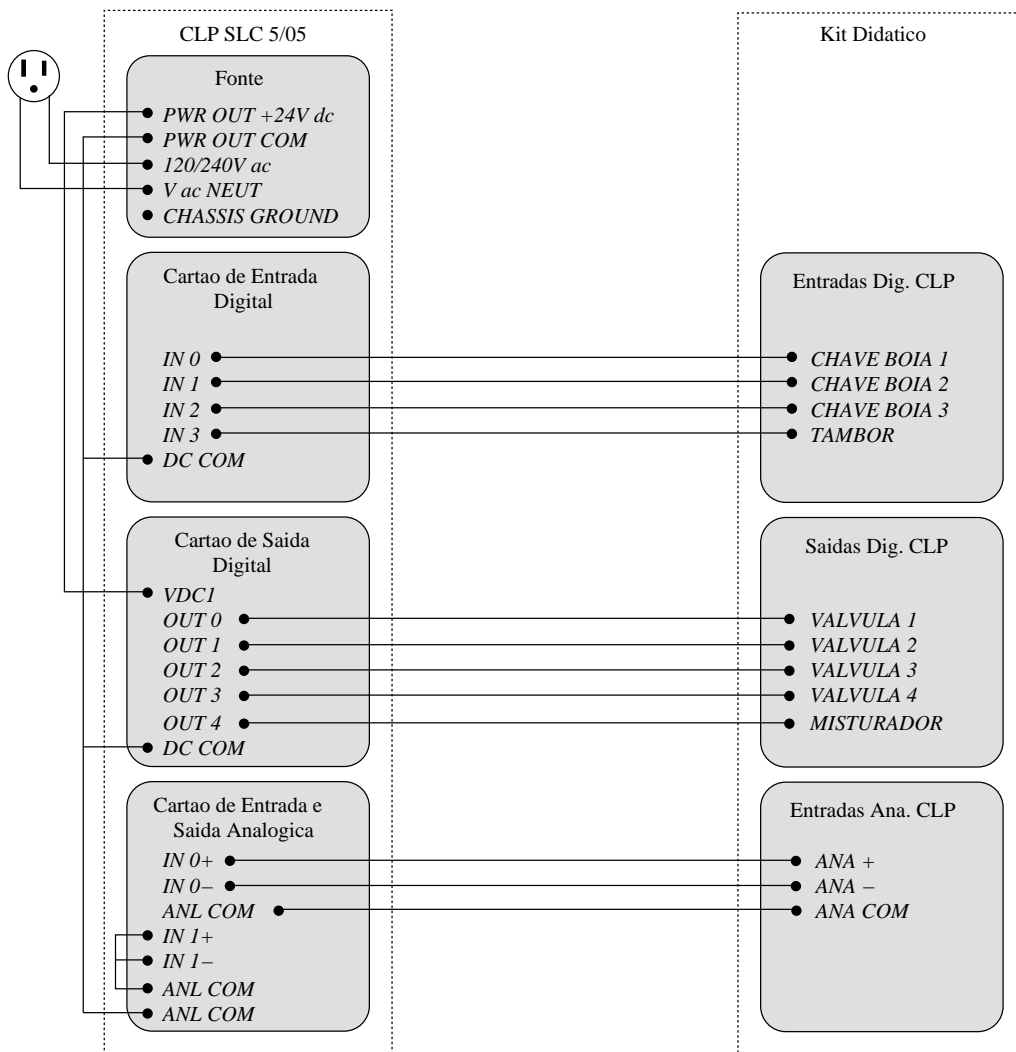 CLP SLC 5/05
Kit Didatico
Fonte
PWR OUT +24V dc
PWR OUT COM
120/240V ac
V ac NEUT
CHASSIS GROUND
Cartao de Entrada
Digital
IN 0
IN 1
IN 2
IN 3
DC COM
Entradas Dig. CLP
CHAVE BOIA 1
CHAVE BOIA 2
CHAVE BOIA 3
TAMBOR
Cartao de Saida
Digital
VDC1
OUT 0
OUT 1
OUT 2
OUT 3
OUT 4
DC COM
Saidas Dig. CLP
VALVULA 1
VALVULA 2
VALVULA 3
VALVULA 4
MISTURADOR
Cartao de Entrada e
Saida Analogica
IN 0+
IN 0−
ANL COM
IN 1+
IN 1−
ANL COM
ANL COM
Entradas Ana. CLP
ANA +
ANA −
ANA COM